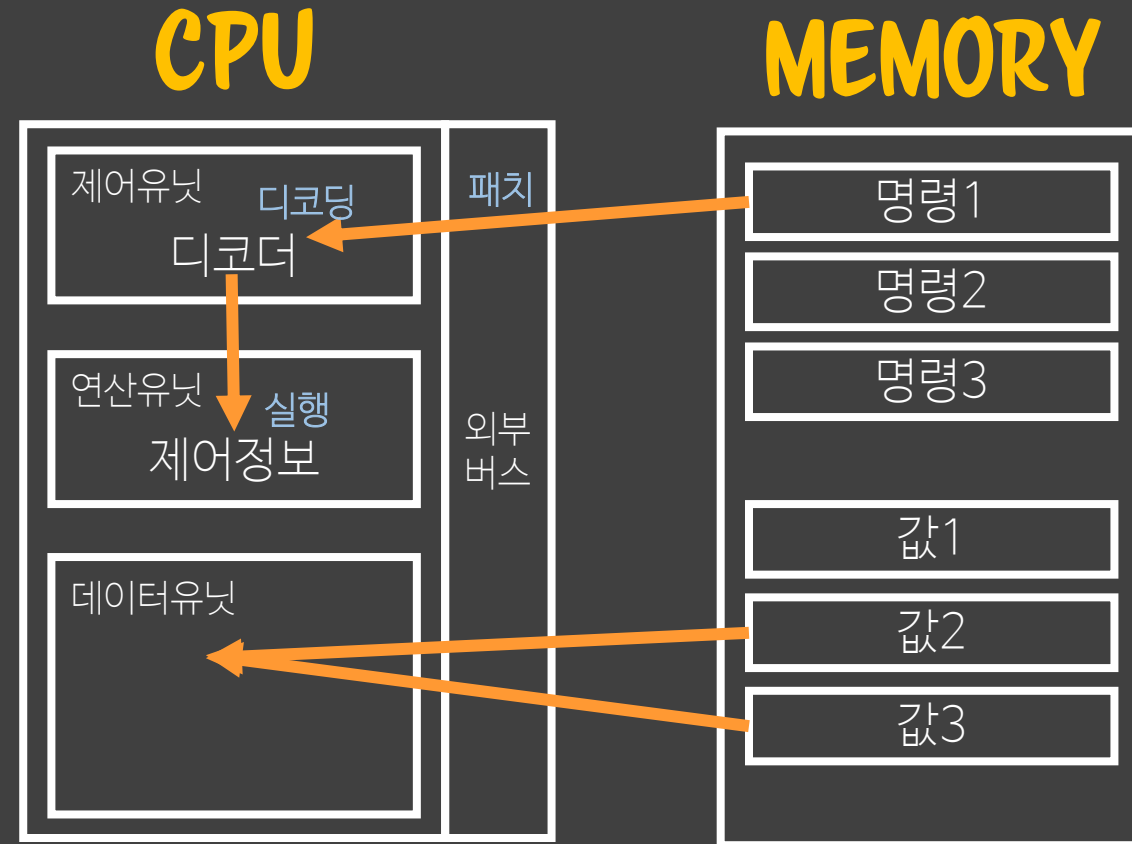 CPU
MEMORY
제어유닛
디코딩
디코더
패치
연산유닛
실행
제어정보
외부
버스
데이터유닛
명령1
명령2
명령3
값1
값2
값3